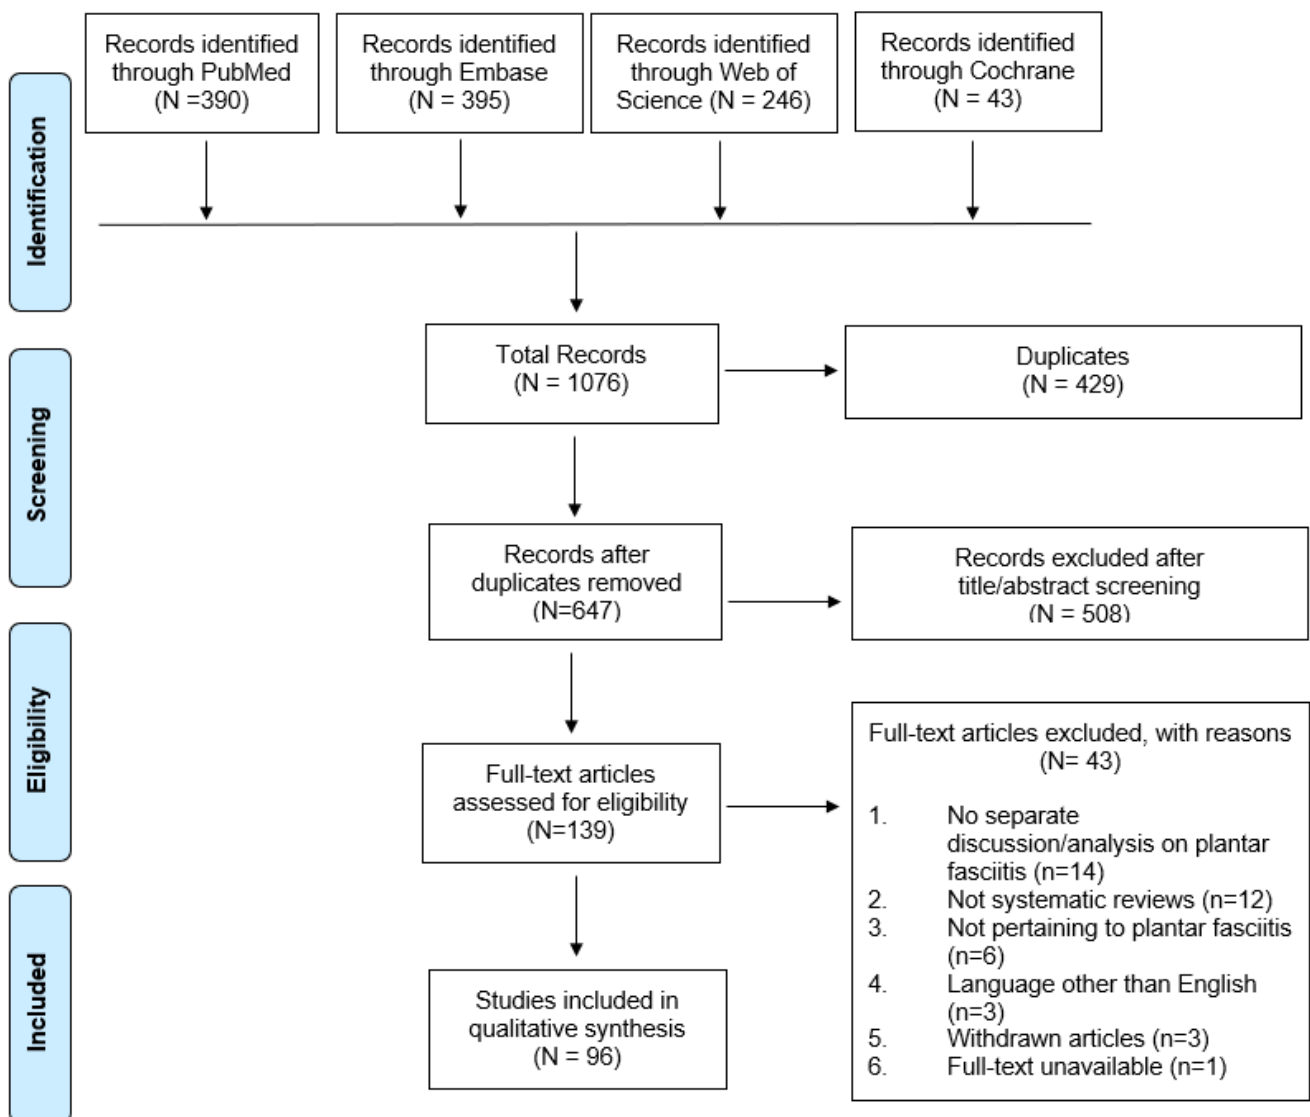 Records identified
through PubMed
(N =390)
Records identified
through Embase
(N = 395)
Records identified
through Web of
Science (N = 246)
Records identified
through Cochrane
(N = 43)
Identification
Total Records
(N = 1076)
Duplicates
(N = 429)
Screening
Records after
duplicates removed
(N=647)
Records excluded after
title/abstract screening
(N = 508)
Eligibility
Full-text articles
assessed for eligibility
(N=139)
Full-text articles excluded, with reasons
(N= 43)
1. No separate
discussion/analysis on plantar
fasciitis (n=14)
2. Not systematic reviews (n=12)
3. Not pertaining to plantar fasciitis
(n=6)
4. Language other than English
(n=3)
5. Withdrawn articles (n=3)
6. Full-text unavailable (n=1)
Included
Studies included in
qualitative synthesis
(N = 96)